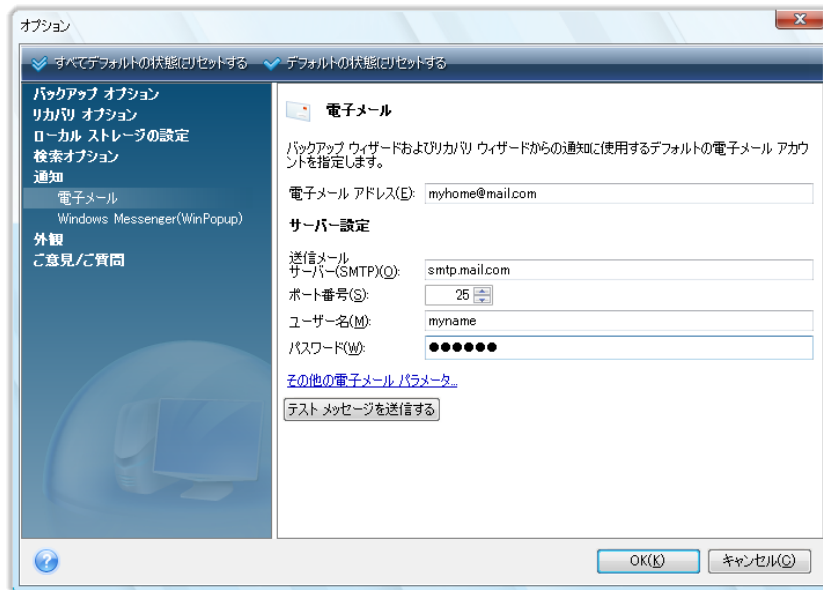 オプション
すべてデフォルトの状態にリセットする デフォルトの状態にリセットする
バックアップ オプション
リカバリ オプション
ローカル ストレージの設定
検索オプション
通知
電子メール
Windows Messenger(WinPopup)
外観
ご意見/ご質問
電子メール
バックアップ ウィザードおよびリカバリ ウィザードからの通知に使用するデフォルトの電子メール アカウ
ントを指定します。
電子メール アドレス(E): myhome@mail.com
サーバー設定
送信メール
サーバー(SMTP)(O): smtp.mail.com
ポート番号(S): 25
ユーザー名(M): myname
パスワード(W): ●●●●●●
その他の電子メール パラメータ...
テスト メッセージを送信する
OK(K) キャンセル(C)